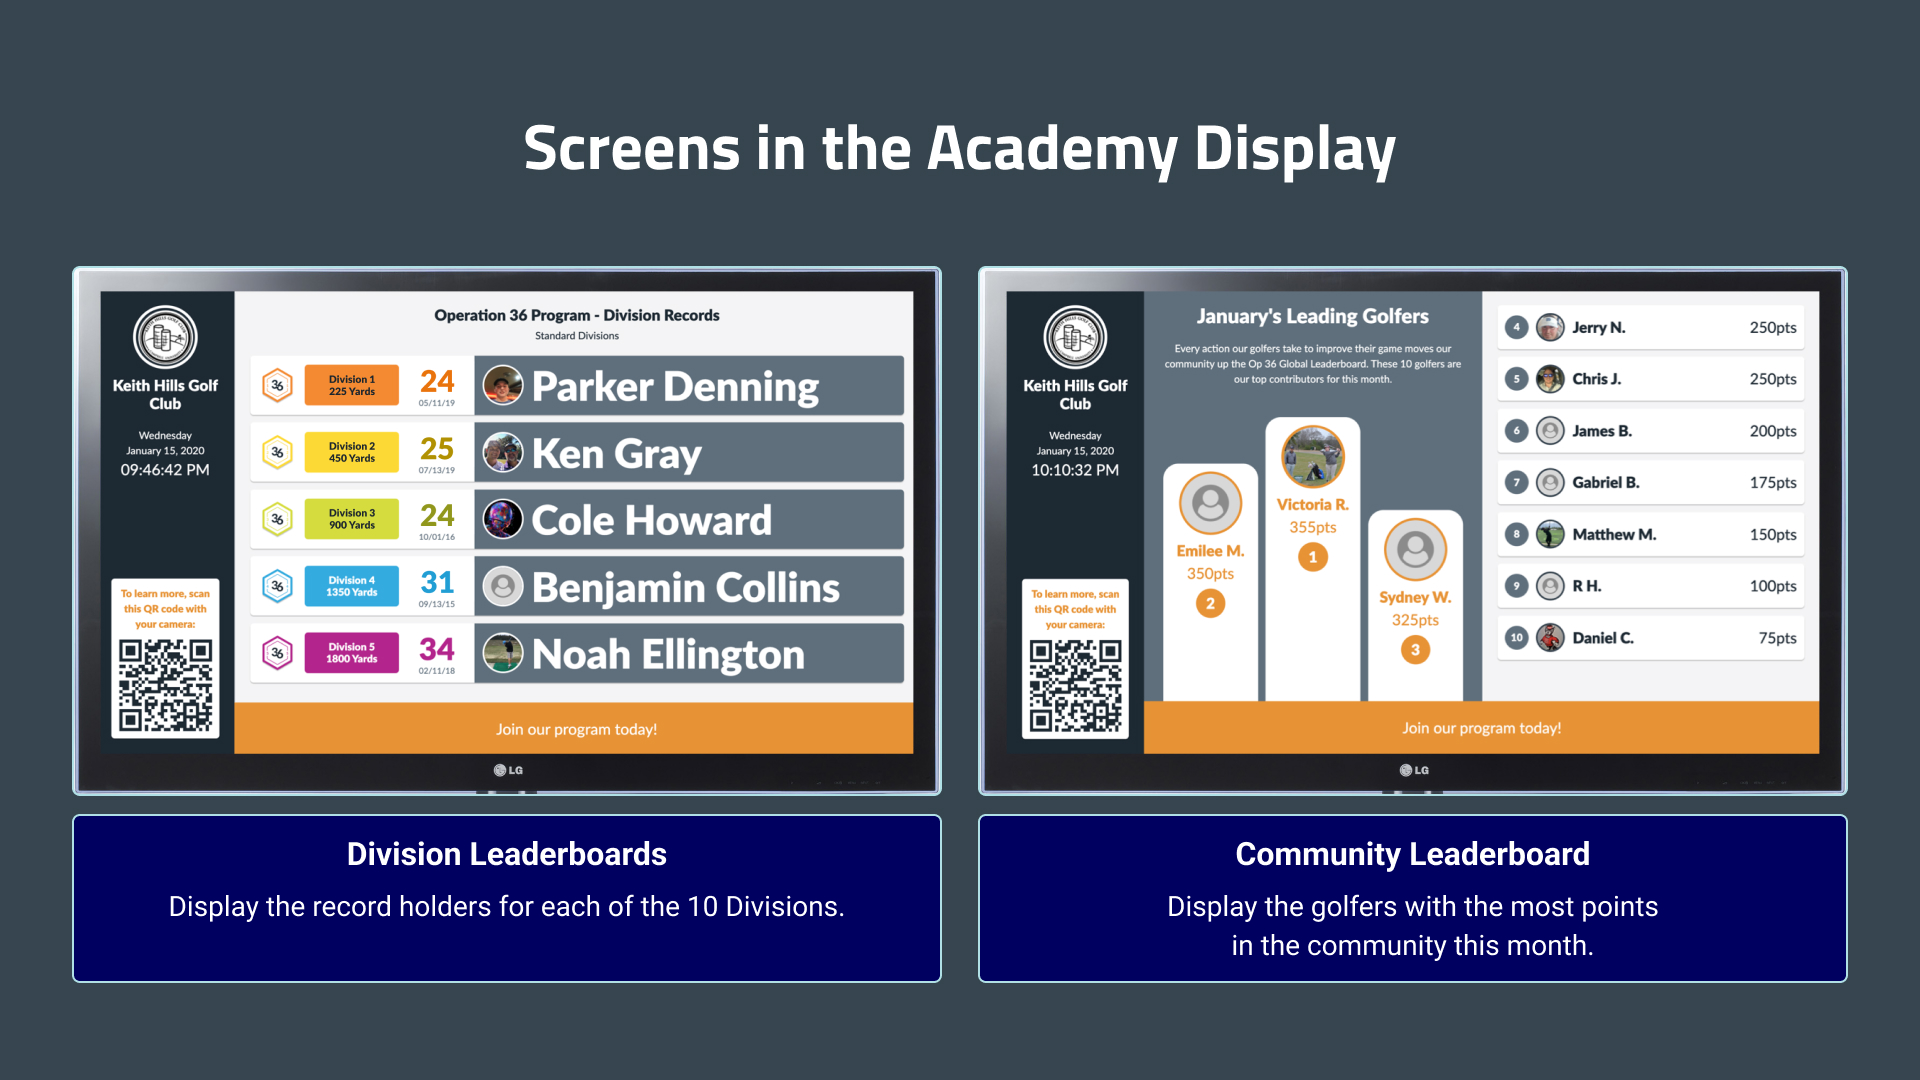 Screens in the Academy Display
Keith Hills Golf
Club
Wednesday
January 15, 2020
09:46:42 PM
To learn more, scan
this QR code with
your camera:
Operation 36 Program - Division Records
Standard Divisions
36
Division 1
225 Yards
24
05/11/19
Parker Denning
36
Division 2
450 Yards
25
07/13/19
Ken Gray
36
Division 3
900 Yards
24
10/01/16
Cole Howard
36
Division 4
1350 Yards
31
09/13/15
Benjamin Collins
36
Division 5
1800 Yards
34
02/11/18
Noah Ellington
Join our program today!
LG
Division Leaderboards
Display the record holders for each of the 10 Divisions.
Keith Hills Golf
Club
Wednesday
January 15, 2020
10:10:32 PM
To learn more, scan
this QR code with
your camera:
January's Leading Golfers
Every action our golfers take to improve their game moves our
community up the Op 36 Global Leaderboard. These 10 golfers are
our top contributors for this month.
Emilee M.
350pts
2
Victoria R.
355pts
1
Sydney W.
325pts
3
4 Jerry N. 250pts
5 Chris J. 250pts
6 James B. 200pts
7 Gabriel B. 175pts
8 Matthew M. 150pts
9 R H. 100pts
10 Daniel C. 75pts
Join our program today!
LG
Community Leaderboard
Display the golfers with the most points
in the community this month.